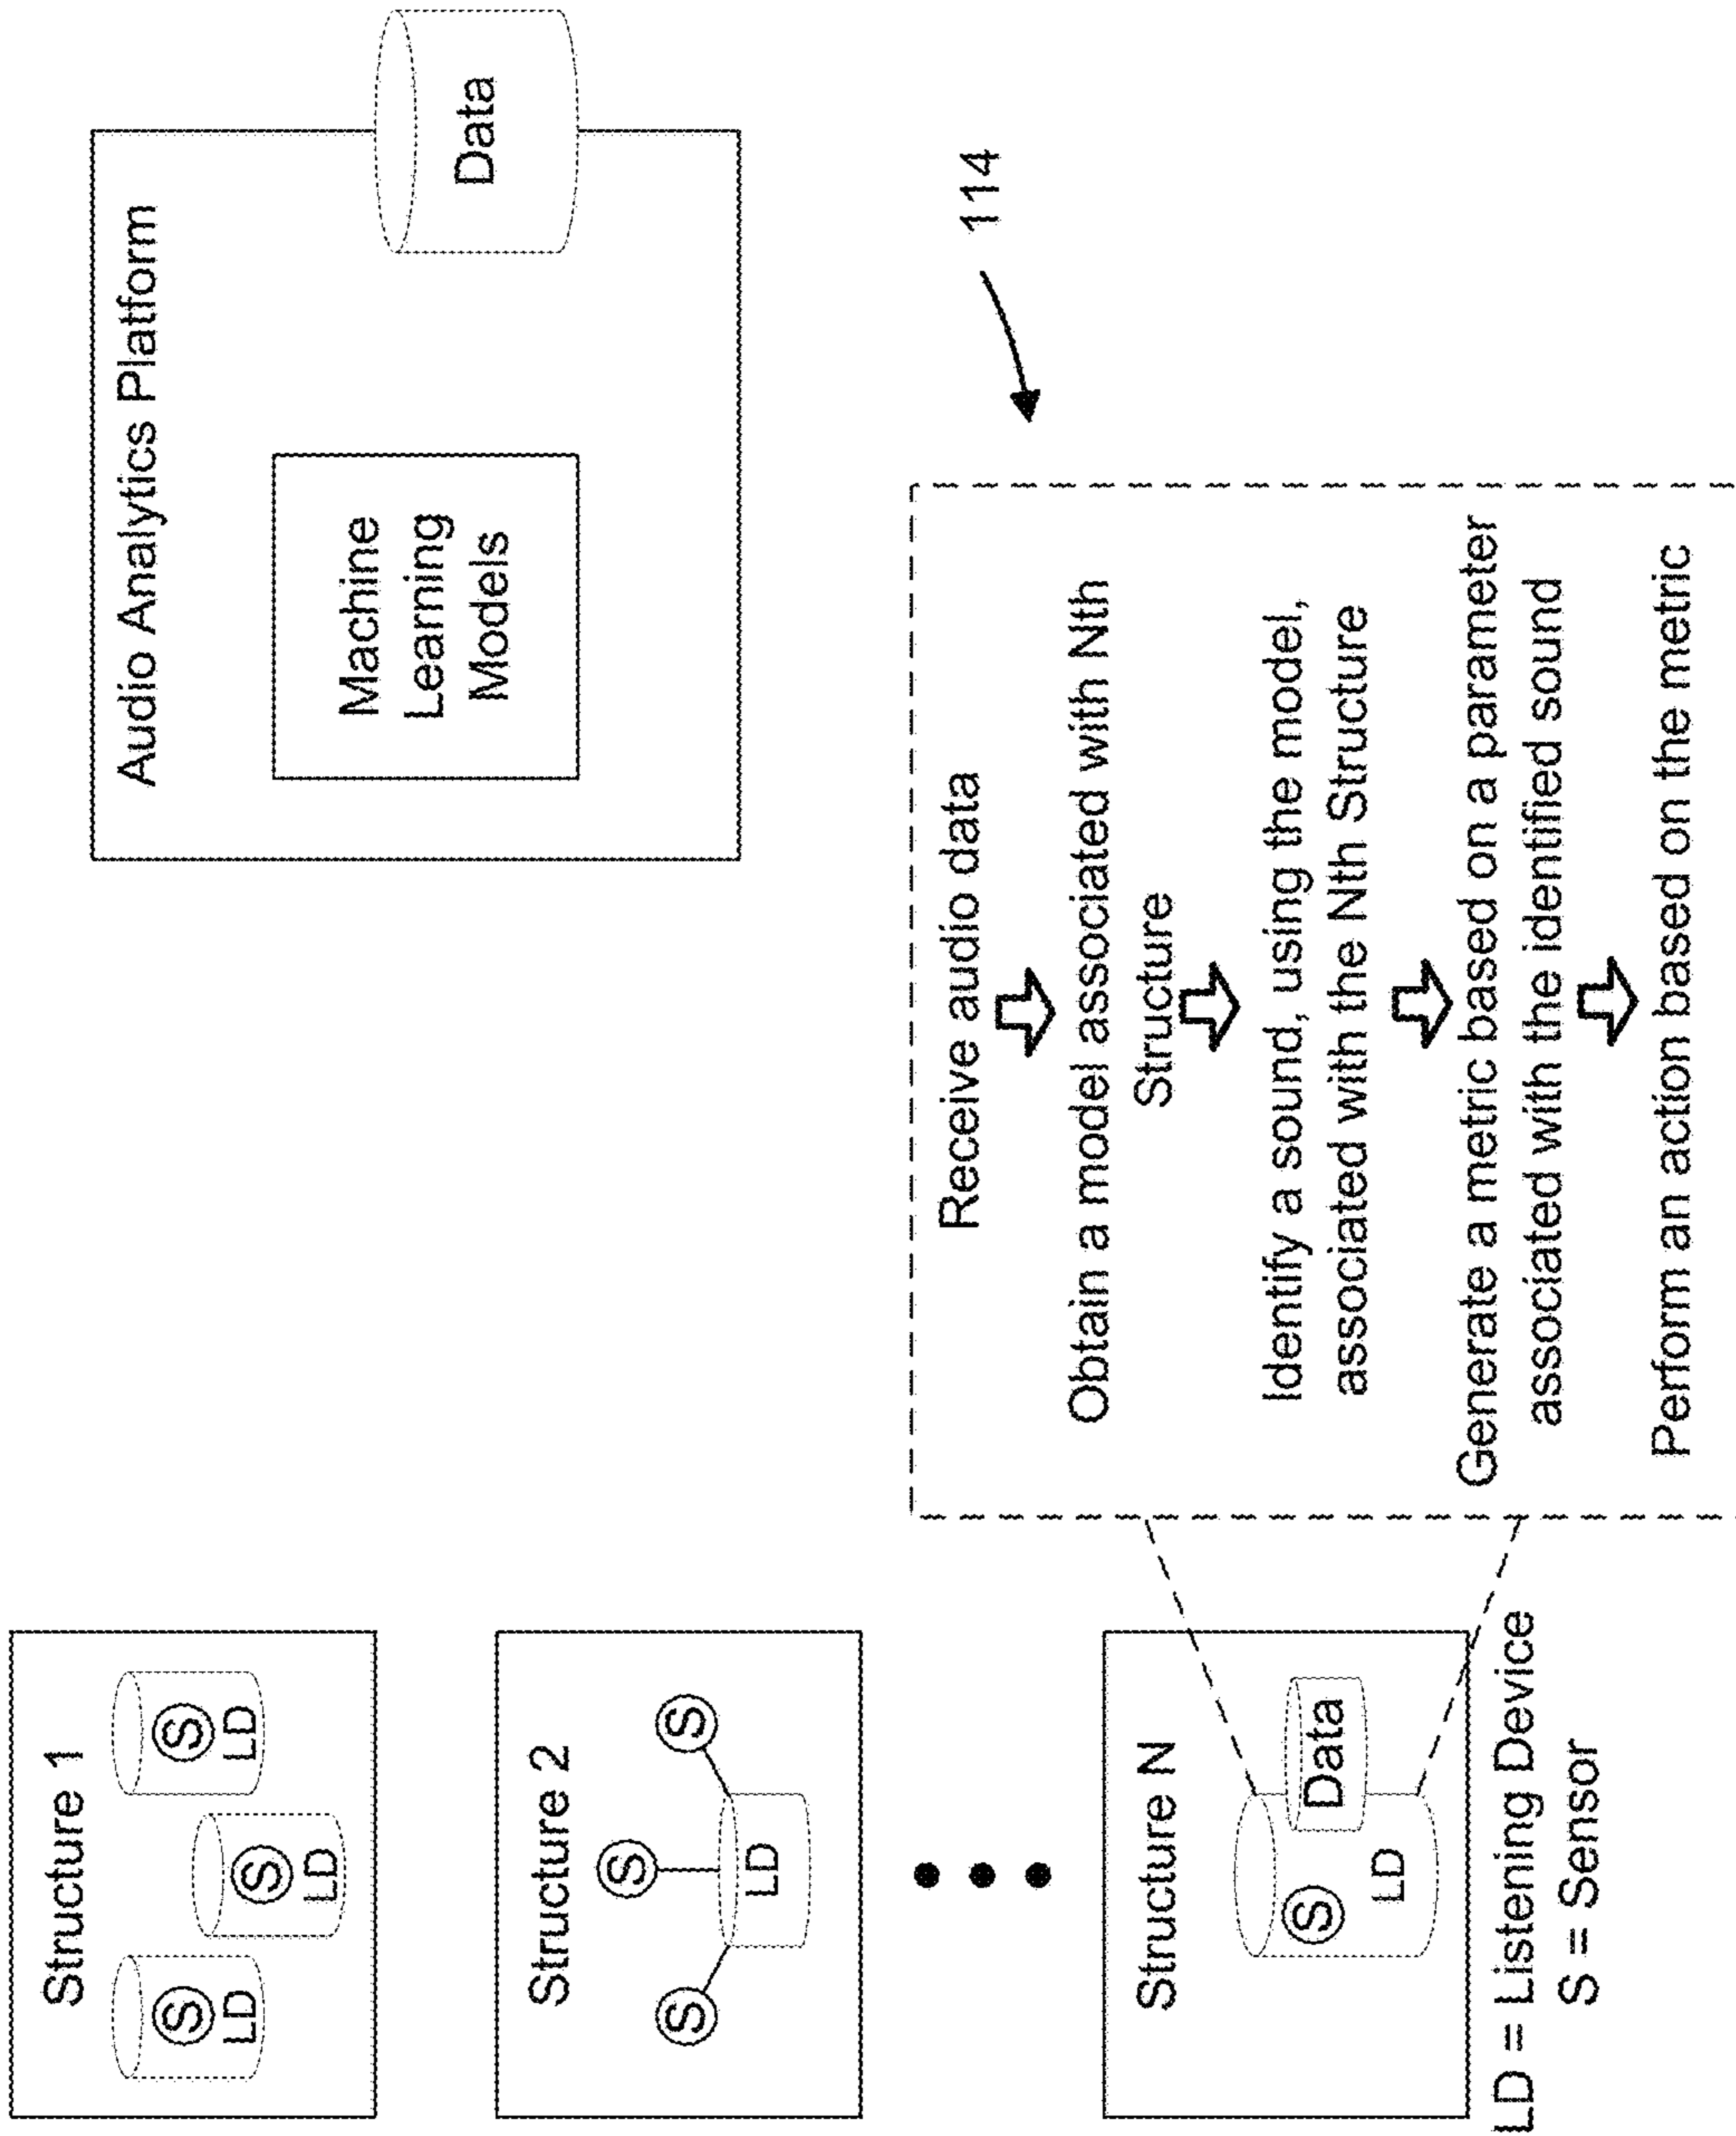 Structure 1
S
LD
S
LD
S
LD
Structure 2
S
S
S
LD
Structure N
S
LD
Data
LD = Listening Device
S = Sensor
Audio Analytics Platform
Machine
Learning
Models
Data
114
Receive audio data
Obtain a model associated with Nth
Structure
Identify a sound, using the model,
associated with the Nth Structure
Generate a metric based on a parameter
associated with the identified sound
Perform an action based on the metric